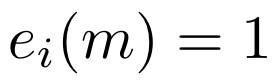 e_i(m) = 1